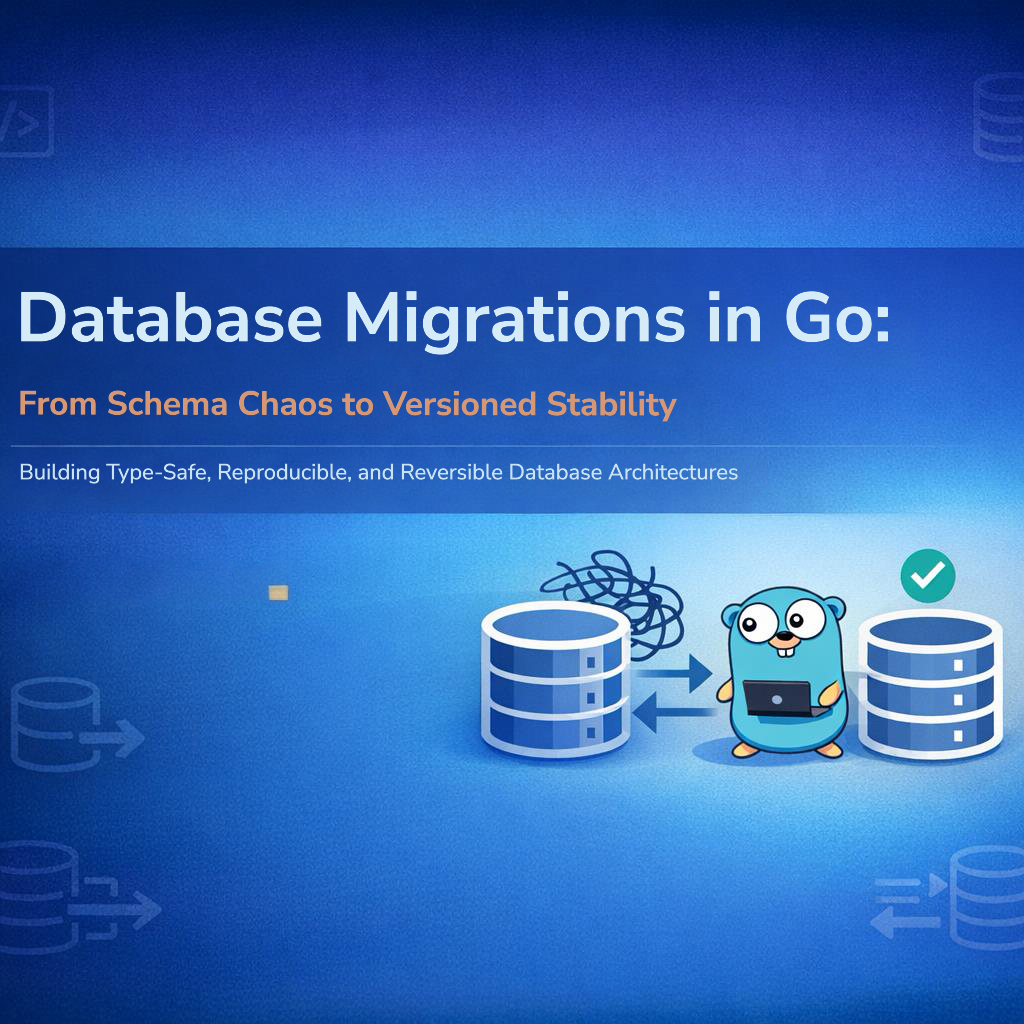 Database Migrations in Go:
From Schema Chaos to Versioned Stability
Building Type-Safe, Reproducible, and Reversible Database Architectures